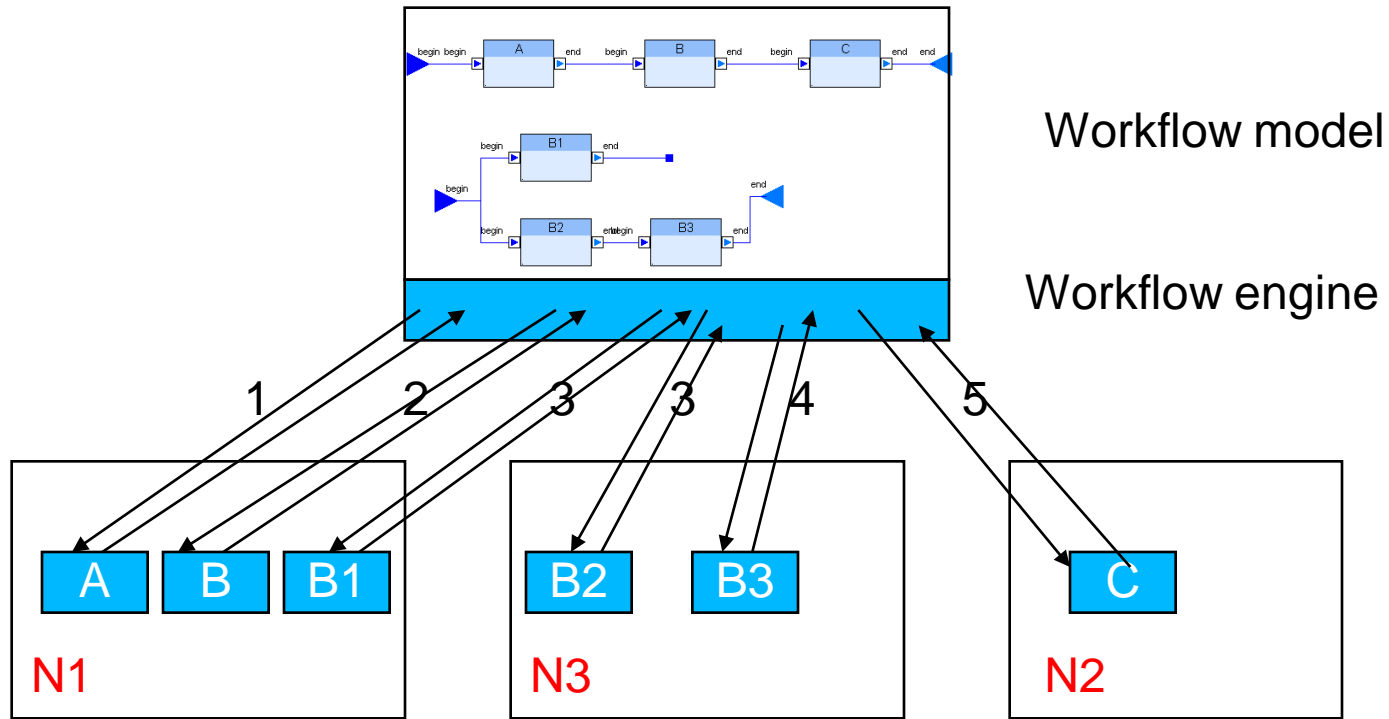 A B C
begin begin end begin end begin end end
Workflow model
B1
begin end
begin end
B2 B3
begin end begin end
Workflow engine
1 2 3 3 4 5
A B B1 B2 B3 C
N1 N3 N2